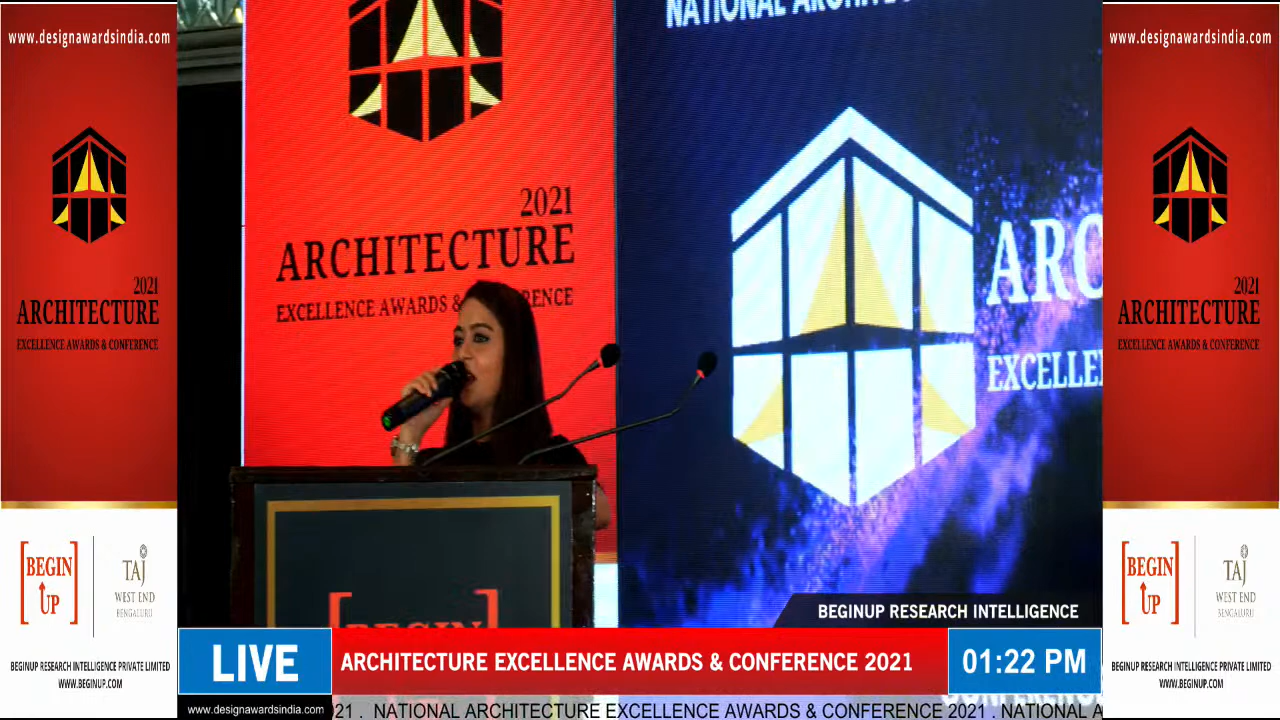 www.designawardsindia.com
2021
ARCHITECTURE
EXCELLENCE AWARDS & CONFERENCE
[BEGIN
UP]
TAJ
WEST END
BENGALURU
BEGINUP RESEARCH INTELLIGENCE PRIVATE LIMITED
WWW.BEGINUP.COM
2021
ARCHITECTURE
EXCELLENCE AWARDS &
NATIONAL
ARC
BEGINUP RESEARCH INTELLIGENCE
LIVE
ARCHITECTURE EXCELLENCE AWARDS & CONFERENCE 2021
01:22 PM
www.designawardsindia.com
021 . NATIONAL ARCHITECTURE EXCELLENCE AWARDS & CONFERENCE 2021 . NATIONAL A
www.designawardsindia.com
2021
ARCHITECTURE
EXCELLENCE AWARDS & CONFERENCE
[BEGIN
UP]
TAJ
WEST END
BENGALURU
BEGINUP RESEARCH INTELLIGENCE PRIVATE LIMITED
WWW.BEGINUP.COM